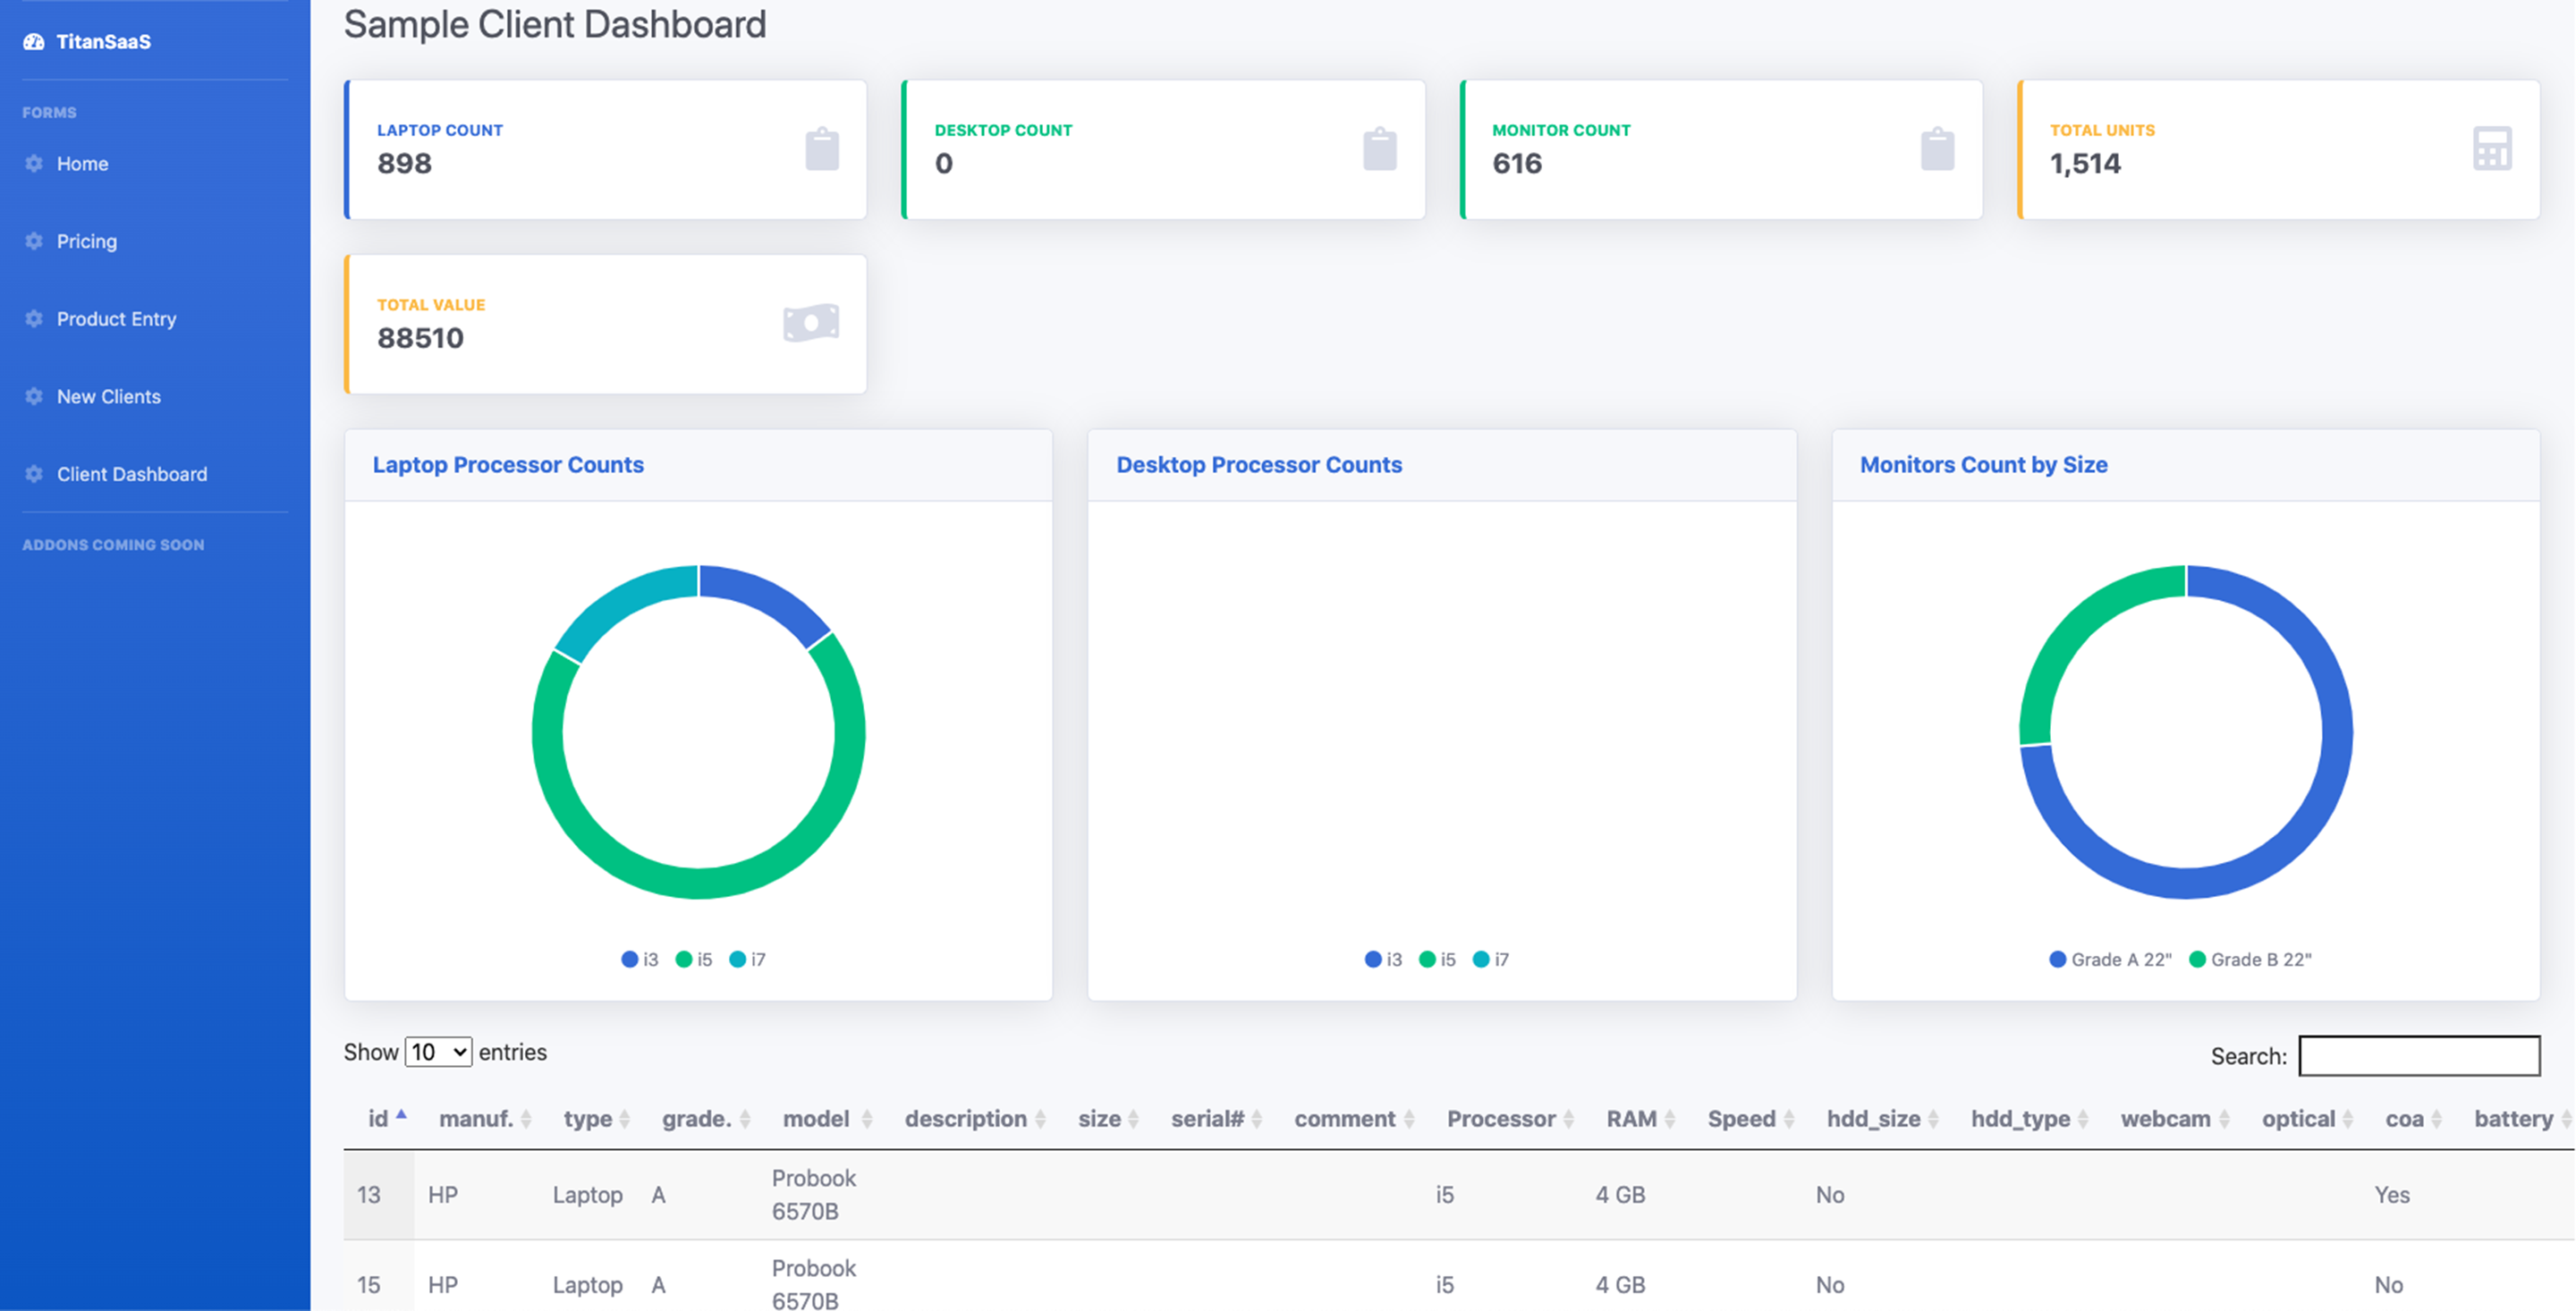 TitanSaaS
FORMS
Home
Pricing
Product Entry
New Clients
Client Dashboard
ADDONS COMING SOON
Sample Client Dashboard
LAPTOP COUNT
898
DESKTOP COUNT
0
MONITOR COUNT
616
TOTAL UNITS
1,514
TOTAL VALUE
88510
Laptop Processor Counts
i3 i5 i7
Desktop Processor Counts
i3 i5 i7
Monitors Count by Size
Grade A 22" Grade B 22"
Show 10 entries
Search:
id manuf. type grade. model description size serial# comment Processor RAM Speed hdd_size hdd_type webcam optical coa battery
13 HP Laptop A Probook 6570B i5 4 GB No Yes
15 HP Laptop A Probook 6570B i5 4 GB No No